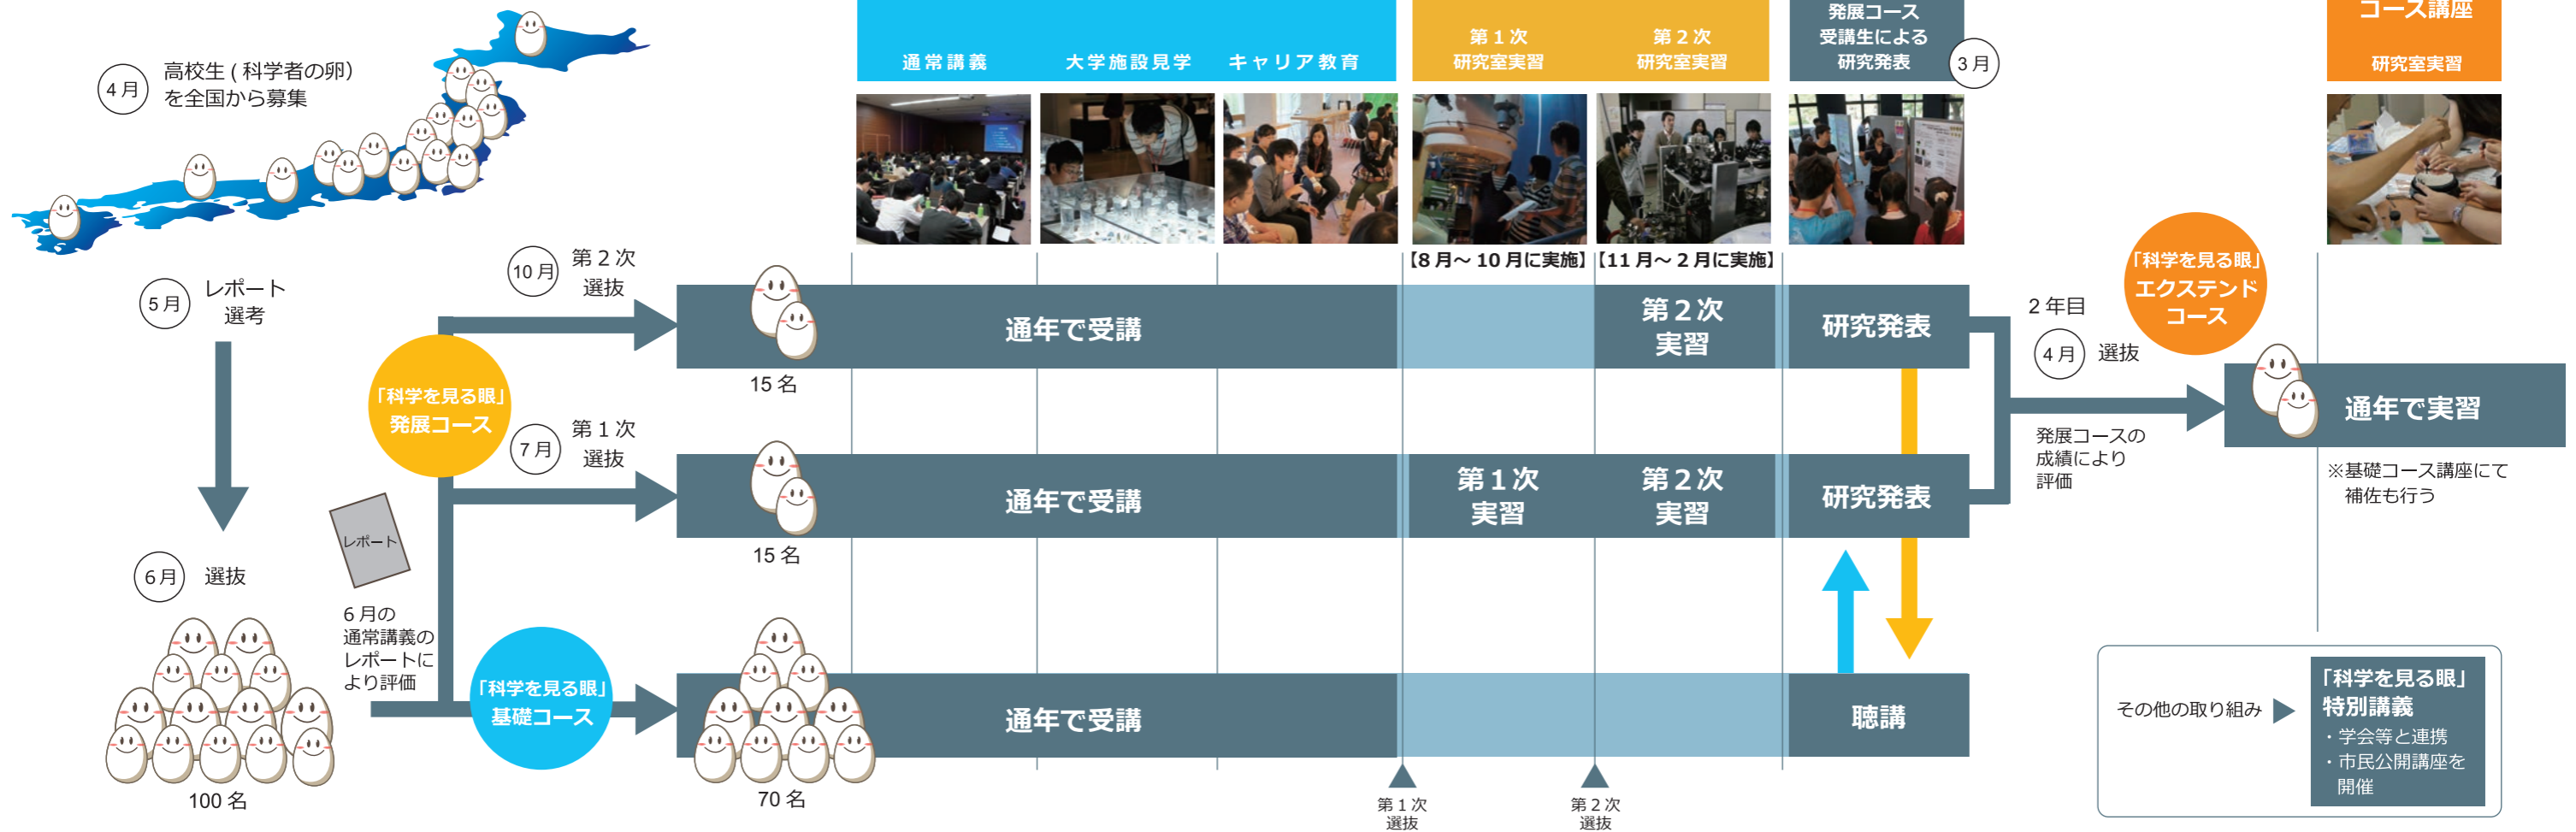 4月
高校生 ( 科学者の卵)
を全国から募集
5月
レポート
選考
6月
選抜
100 名
レポート
6 月の
通常講義の
レポートに
より評価
「科学を見る眼」
発展コース
「科学を見る眼」
基礎コース
10 月
第 2 次
選抜
7 月
第 1 次
選抜
通常講義
大学施設見学
キャリア教育
第 1 次
研究室実習
第 2 次
研究室実習
発展コース
受講生による
研究発表
3 月
コース講座
研究室実習
【8 月～ 10 月に実施】
【11 月～ 2 月に実施】
15 名
通年で受講
第２次
実習
研究発表
15 名
通年で受講
第１次
実習
第２次
実習
研究発表
70 名
通年で受講
聴講
第 1 次
選抜
第 2 次
選抜
2 年目
4 月
選抜
発展コースの
成績により
評価
「科学を見る眼」
エクステンド
コース
通年で実習
※基礎コース講座にて
補佐も行う
その他の取り組み
「科学を見る眼」
特別講義
・学会等と連携
・市民公開講座を
開催